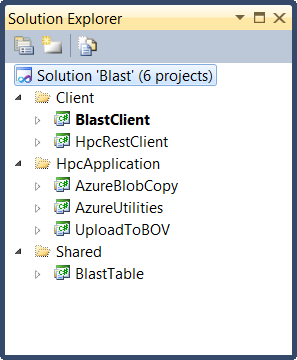 Solution Explorer
Solution 'Blast' (6 projects)
Client
BlastClient
HpcRestClient
HpcApplication
AzureBlobCopy
AzureUtilities
UploadToBOV
Shared
BlastTable